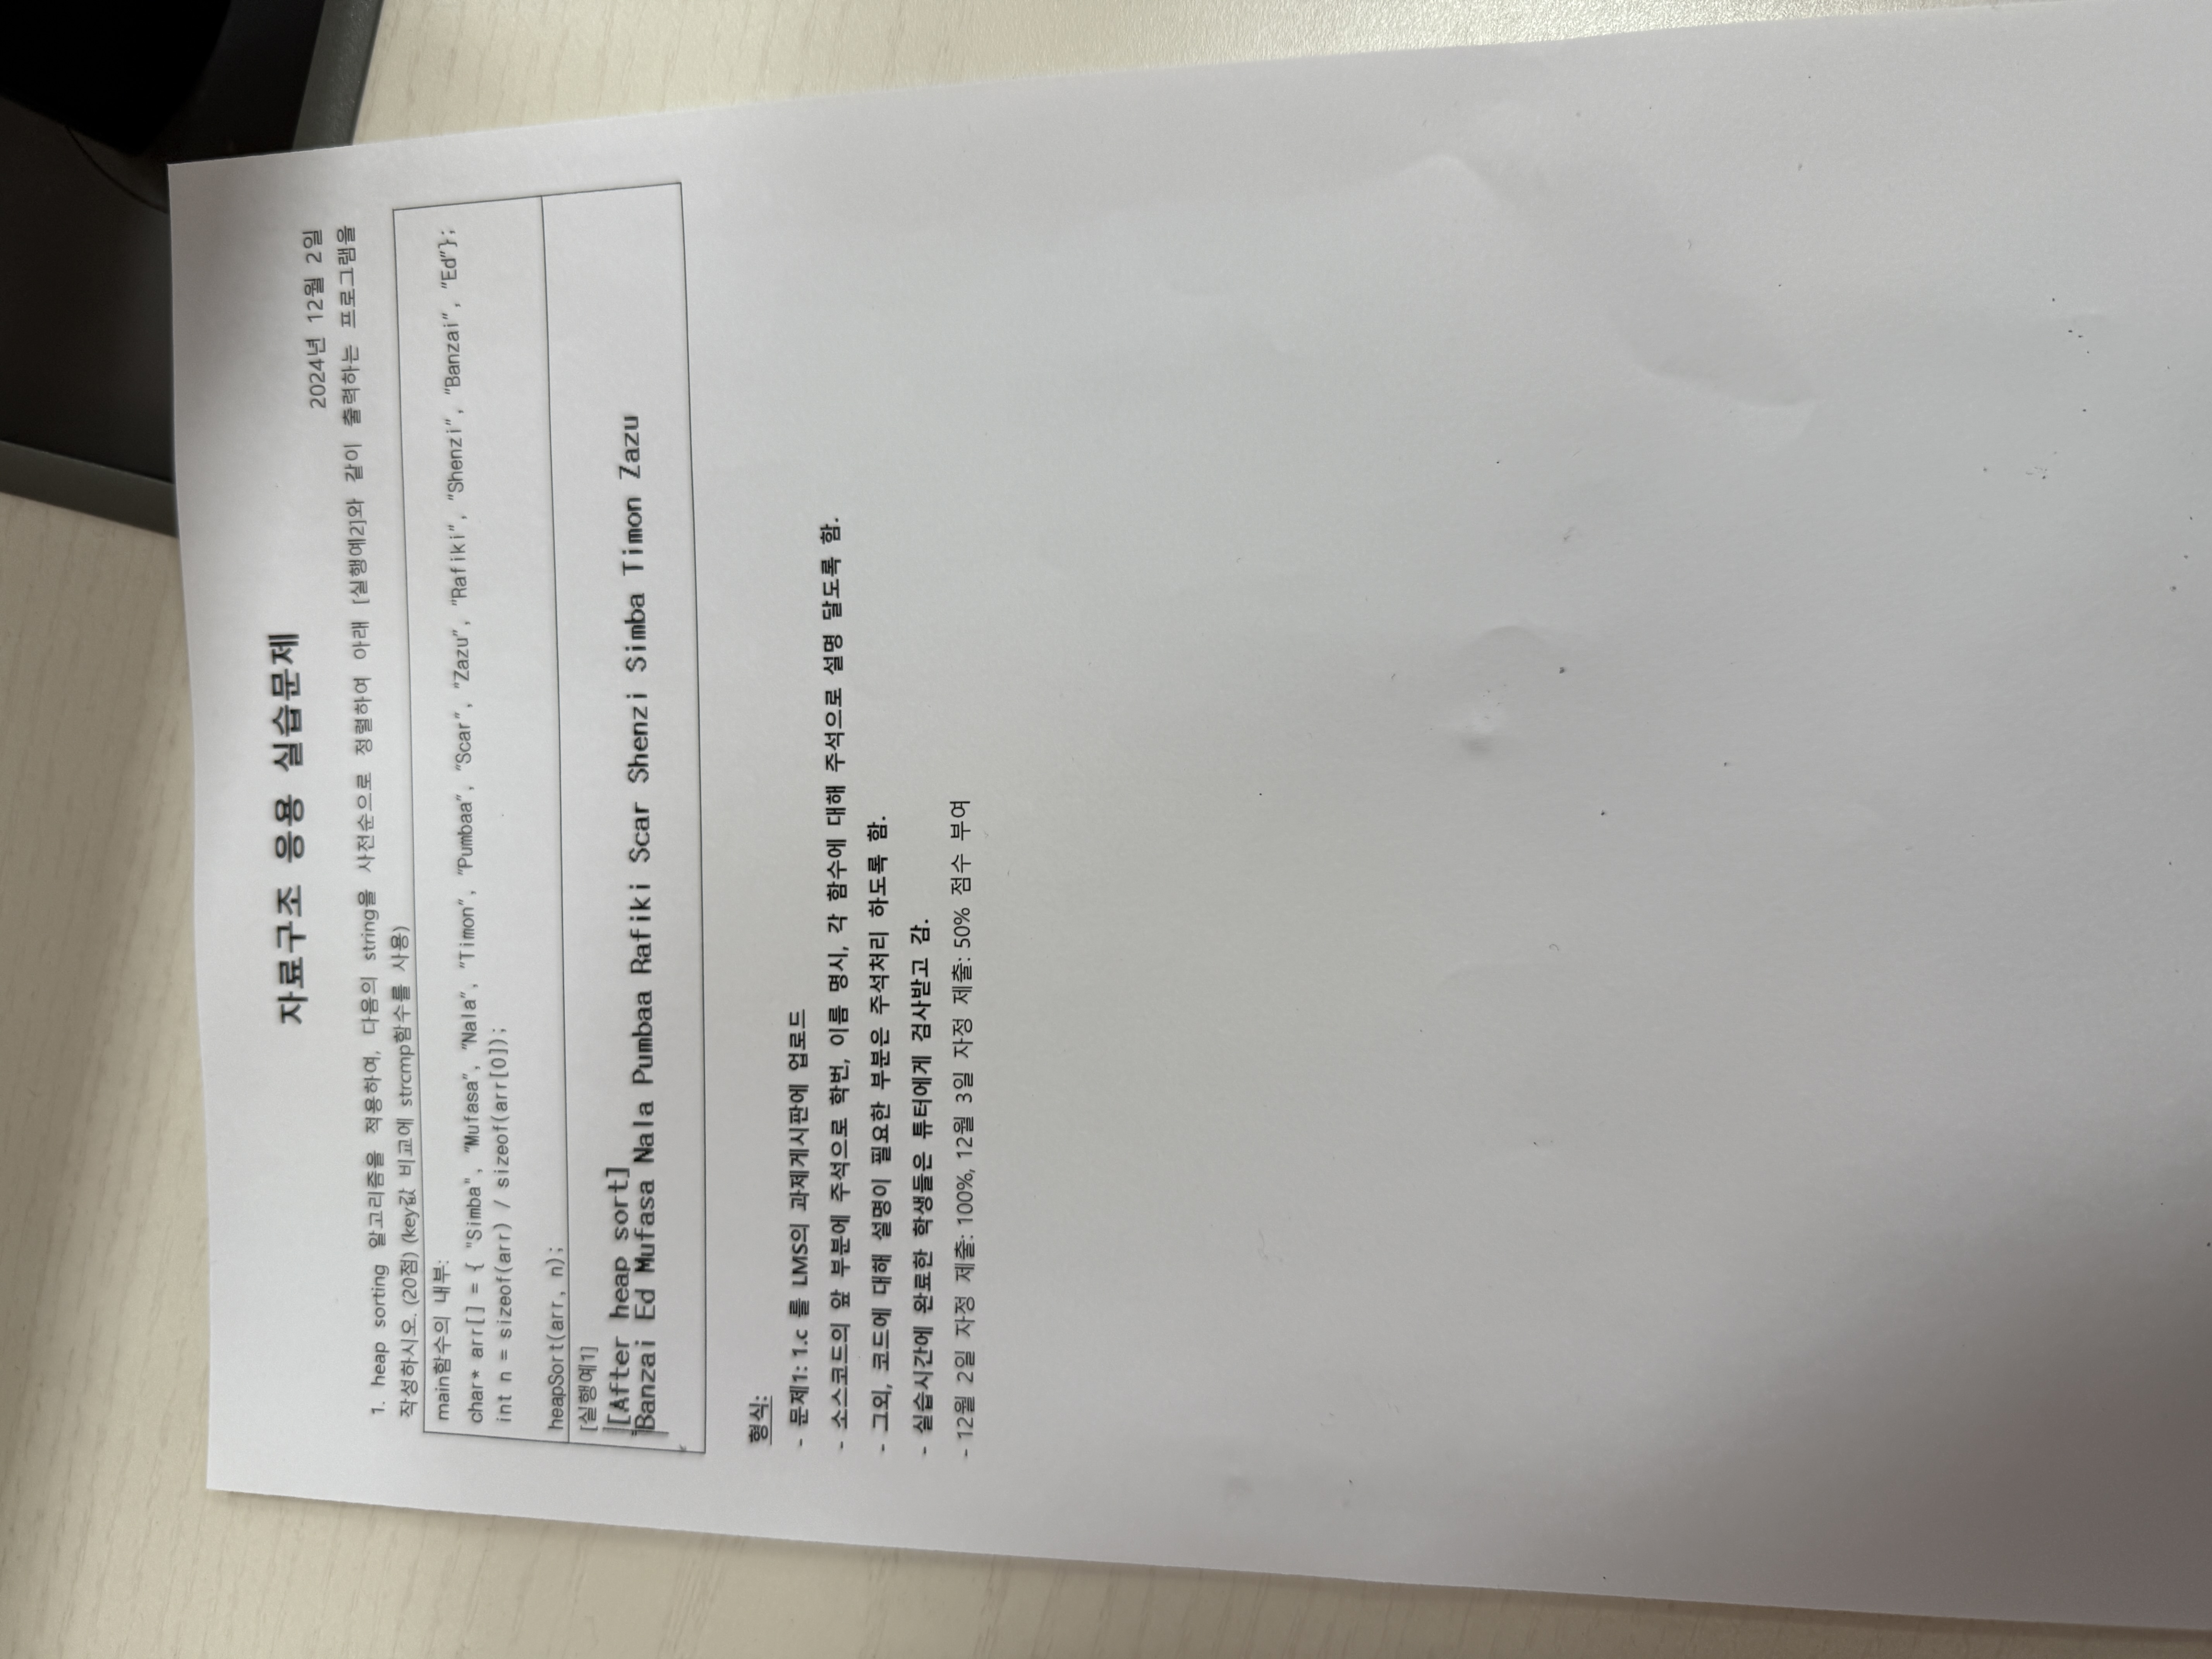 자료구조 응용 실습문제
2024년 12월 2일
1. heap sorting 알고리즘을 적용하여, 다음의 string을 사전순으로 정렬하여 아래 [실행예2]와 같이 출력하는 프로그램을
작성하시오. (20점) (key값 비교에 strcmp함수를 사용)
main함수의 내부:
char* arr[] = { "Simba", "Mufasa", "Nala", "Timon", "Pumbaa", "Scar", "Zazu", "Rafiki", "Shenzi", "Banzai", "Ed"};
int n = sizeof(arr) / sizeof(arr[0]);
heapSort(arr, n);
[실행예1]
[After heap sort]
Banzai Ed Mufasa Nala Pumbaa Rafiki Scar Shenzi Simba Timon Zazu
형식:
- 문제1: 1.c 를 LMS의 과제게시판에 업로드
- 소스코드의 앞 부분에 주석으로 학번, 이름 명시, 각 함수에 대해 주석으로 설명 달도록 함.
- 그외, 코드에 대해 설명이 필요한 부분은 주석처리 하도록 함.
- 실습시간에 완료한 학생들은 튜터에게 검사받고 감.
- 12월 2일 자정 제출: 100%, 12월 3일 자정 제출: 50% 점수 부여